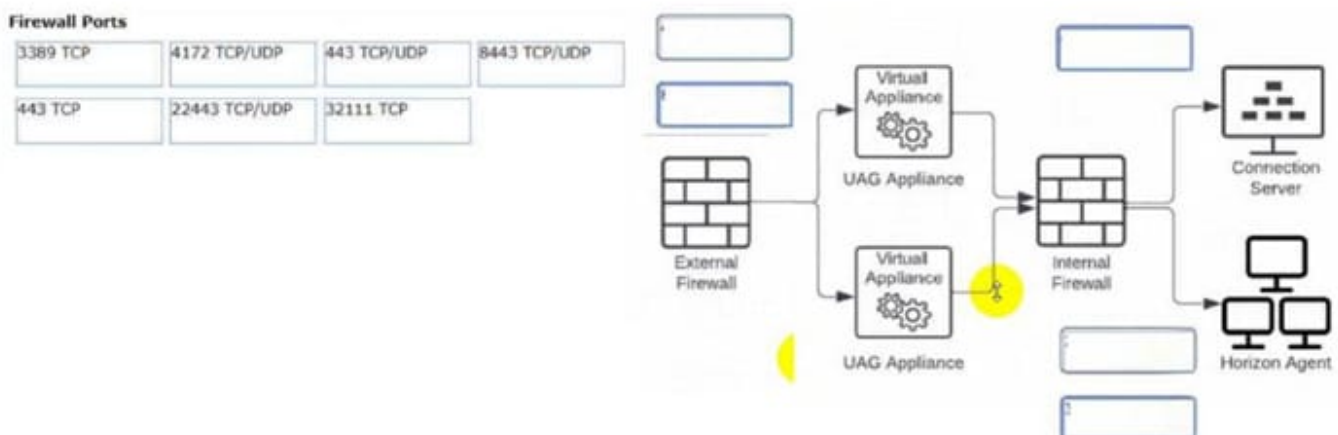 Firewall Ports
3389 TCP
4172 TCP/UDP
443 TCP/UDP
8443 TCP/UDP
443 TCP
22443 TCP/UDP
32111 TCP
Virtual
Appliance
UAG Appliance
Connection
Server
External
Firewall
Virtual
Appliance
UAG Appliance
Internal
Firewall
Horizon Agent